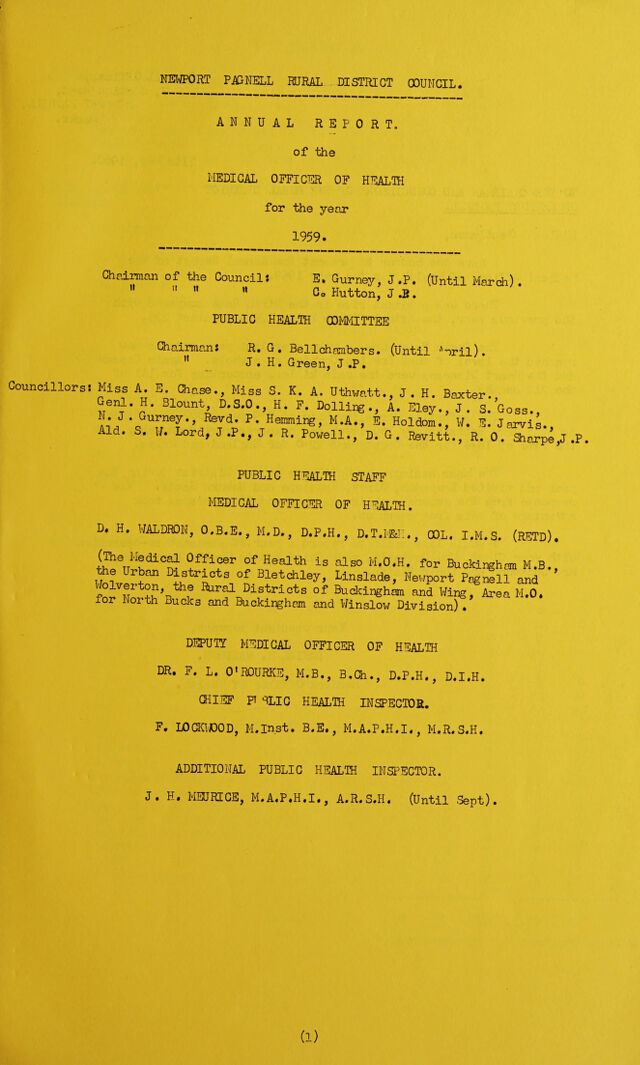 NEWPORT PAGNELL RURAL DISTRICT COUNCIL.
ANNUAL REPORT.
of the
MEDICAL OFFICER OF HEALTH
for the year
1959.
Chairman of the Council: E. Gurney, J.P. (Until March).
" " " " C. Hutton, J.P.
PUBLIC HEALTH COMMITTEE
Chairman: R. G. Bellchambers. (Until April).
" J. H. Green, J.P.
Councillors: Miss A. E. Chase., Miss S. K. A. Uthwatt., J. H. Baxter.,
Genl. H. Blount, D.S.O., H. F. Dolling., A. Eley., J. S. Goss.,
N. J. Gurney., Revd. P. Hemming, M.A., E. Holdom., W. E. Jarvis.,
Ald. S. W. Lord, J.P., J. R. Powell., D. G. Revitt., R. O. Sharpe, J.P.
PUBLIC HEALTH STAFF
MEDICAL OFFICER OF HEALTH.
D. H. WALDRON, O.B.E., M.D., D.P.H., D.T.M&H., COL. I.M.S. (RETD).
(The Medical Officer of Health is also M.O.H. for Buckingham M.B.,
the Urban Districts of Bletchley, Linslade, Newport Pagnell and
Wolverton, the Rural Districts of Buckingham and Wing, Area M.O.
for North Bucks and Buckingham and Winslow Division).
DEPUTY MEDICAL OFFICER OF HEALTH
DR. F. L. O'ROURKE, M.B., B.Ch., D.P.H., D.I.H.
CHIEF PUBLIC HEALTH INSPECTOR.
F. LOCKWOOD, M.Inst. B.E., M.A.P.H.I., M.R.S.H.
ADDITIONAL PUBLIC HEALTH INSPECTOR.
J. H. MEURICE, M.A.P.H.I., A.R.S.H. (Until Sept).
(1)